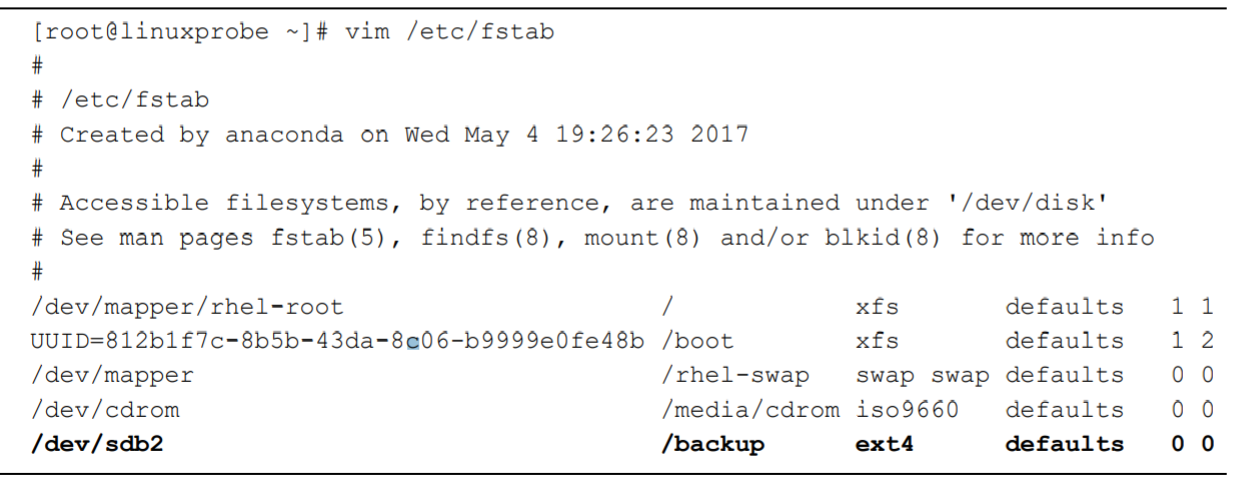 [root@linuxprobe ~]# vim /etc/fstab
#
# /etc/fstab
# Created by anaconda on Wed May 4 19:26:23 2017
#
# Accessible filesystems, by reference, are maintained under '/dev/disk'
# See man pages fstab(5), findfs(8), mount(8) and/or blkid(8) for more info
#
/dev/mapper/rhel-root / xfs defaults 1 1
UUID=812b1f7c-8b5b-43da-8c06-b9999e0fe48b /boot xfs defaults 1 2
/dev/mapper /rhel-swap swap swap defaults 0 0
/dev/cdrom /media/cdrom iso9660 defaults 0 0
/dev/sdb2 /backup ext4 defaults 0 0